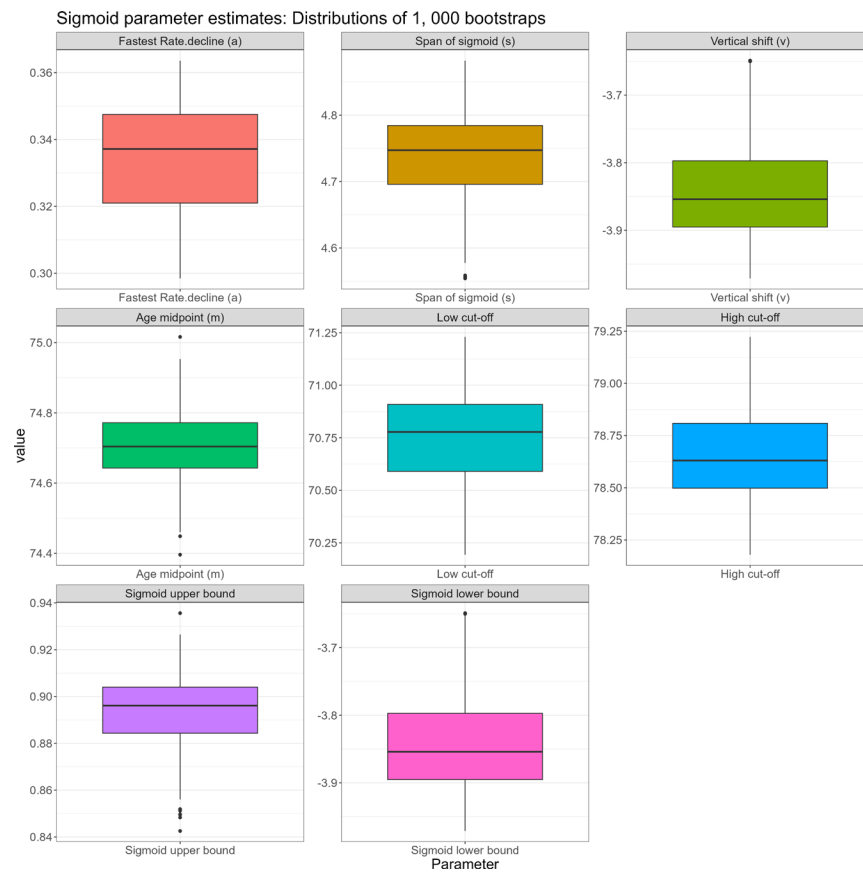 Sigmoid parameter estimates: Distributions of 1, 000 bootstraps
Fastest Rate.decline (a)
Span of sigmoid (s)
Vertical shift (v)
0.36
0.34
0.32
0.30
4.8
4.7
4.6
-3.7
-3.8
-3.9
Fastest Rate.decline (a)
Span of sigmoid (s)
Vertical shift (v)
Age midpoint (m)
Low cut-off
High cut-off
75.0
74.8
74.6
74.4
71.25
71.00
70.75
70.50
70.25
79.25
79.00
78.75
78.50
78.25
value
Age midpoint (m)
Low cut-off
High cut-off
Sigmoid upper bound
Sigmoid lower bound
0.94
0.92
0.90
0.88
0.86
0.84
-3.7
-3.8
-3.9
Sigmoid upper bound
Sigmoid lower bound
Parameter